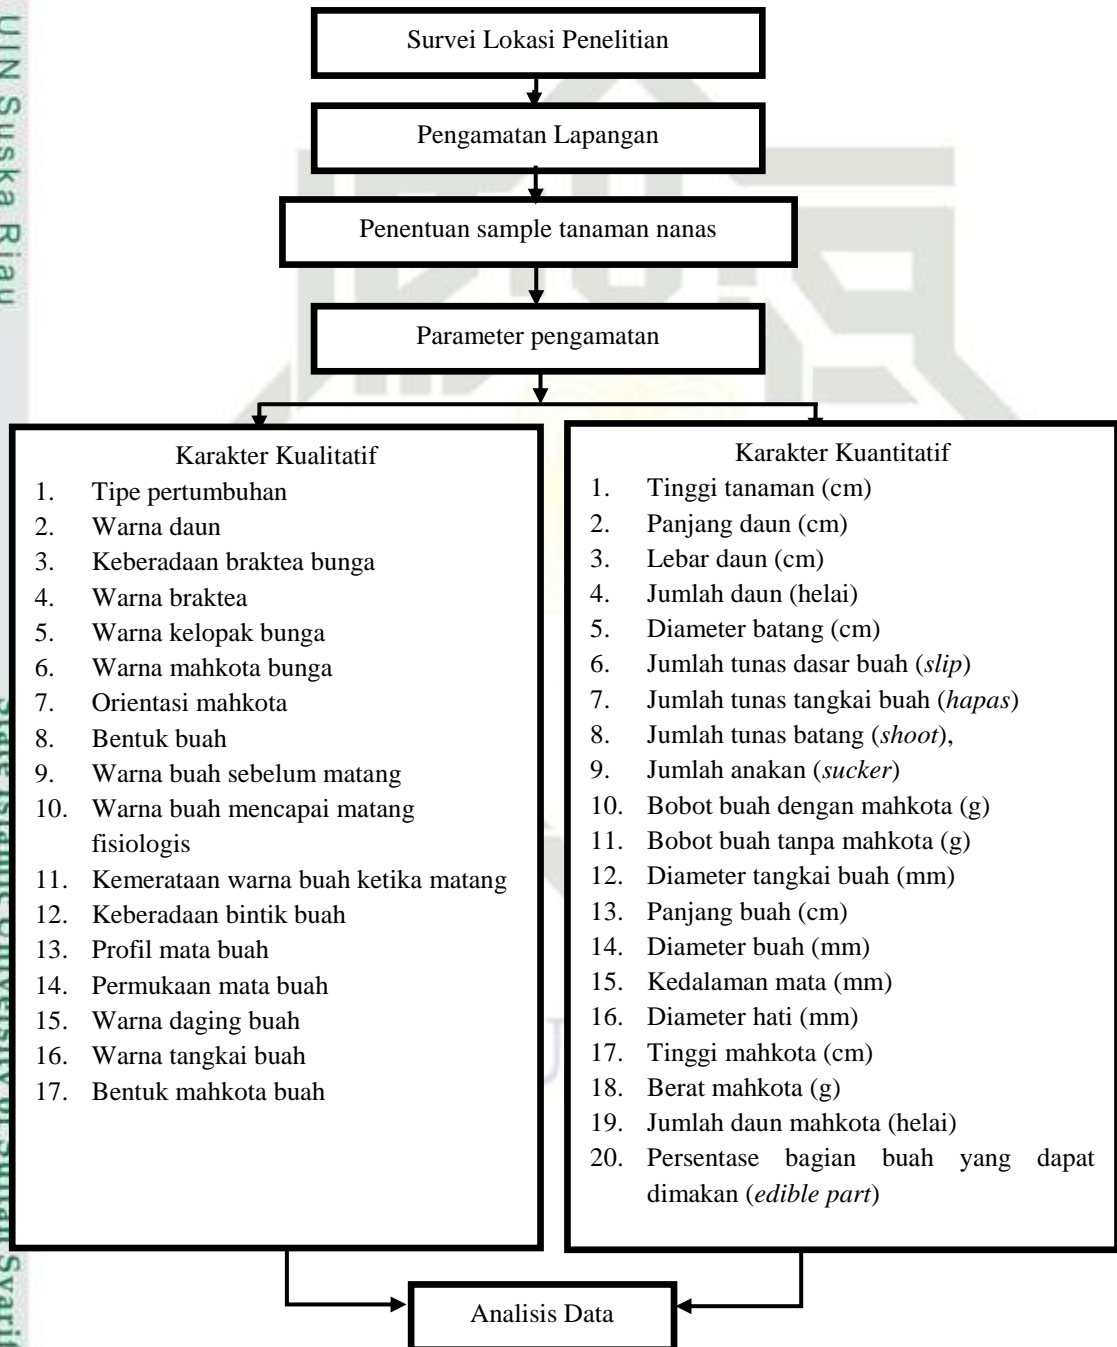 UIN Suska Riau
Survei Lokasi Penelitian
Pengamatan Lapangan
Penentuan sample tanaman nanas
Parameter pengamatan
Karakter Kualitatif
1. Tipe pertumbuhan
2. Warna daun
3. Keberadaan braktea bunga
4. Warna braktea
5. Warna kelopak bunga
6. Warna mahkota bunga
7. Orientasi mahkota
8. Bentuk buah
9. Warna buah sebelum matang
10. Warna buah mencapai matang
fisiologis
11. Kemerataan warna buah ketika matang
12. Keberadaan bintik buah
13. Profil mata buah
14. Permukaan mata buah
15. Warna daging buah
16. Warna tangkai buah
17. Bentuk mahkota buah
Karakter Kuantitatif
1. Tinggi tanaman (cm)
2. Panjang daun (cm)
3. Lebar daun (cm)
4. Jumlah daun (helai)
5. Diameter batang (cm)
6. Jumlah tunas dasar buah (slip)
7. Jumlah tunas tangkai buah (hapas)
8. Jumlah tunas batang (shoot),
9. Jumlah anakan (sucker)
10. Bobot buah dengan mahkota (g)
11. Bobot buah tanpa mahkota (g)
12. Diameter tangkai buah (mm)
13. Panjang buah (cm)
14. Diameter buah (mm)
15. Kedalaman mata (mm)
16. Diameter hati (mm)
17. Tinggi mahkota (cm)
18. Berat mahkota (g)
19. Jumlah daun mahkota (helai)
20. Persentase bagian buah yang dapat
dimakan (edible part)
Analisis Data